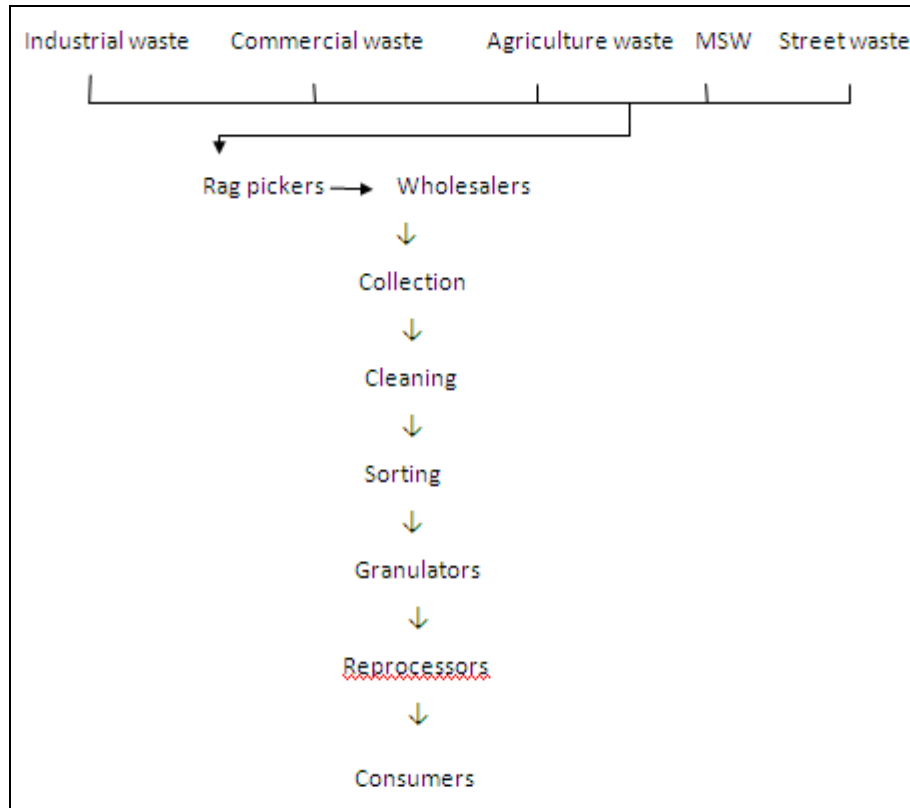 Industrial waste Commercial waste Agriculture waste MSW Street waste
Rag pickers Wholesalers
Collection
Cleaning
Sorting
Granulators
Reprocessors
Consumers